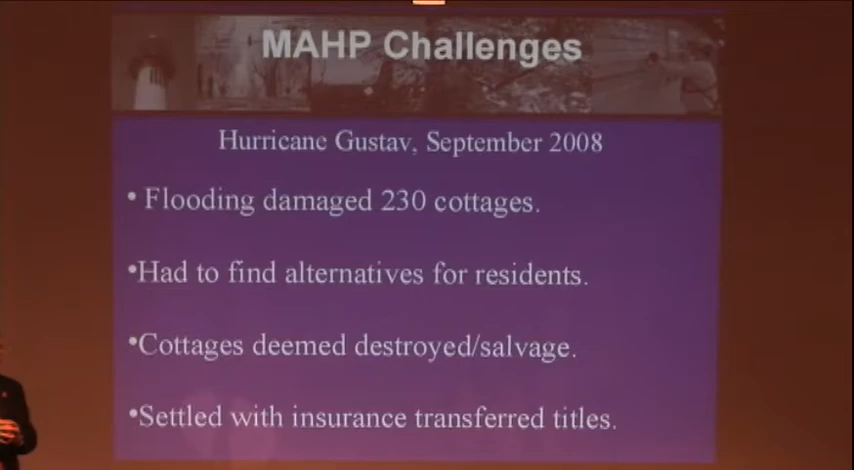 MAHP Challenges
Hurricane Gustav, September 2008
• Flooding damaged 230 cottages.
•Had to find alternatives for residents.
•Cottages deemed destroyed/salvage.
•Settled with insurance transferred titles.